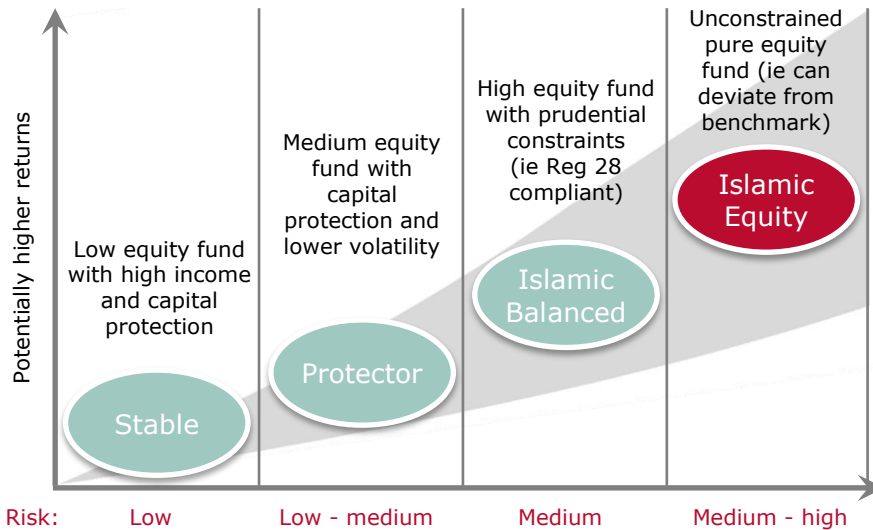 Potentially higher returns
Low equity fund
with high income
and capital
protection
Stable
Medium equity
fund with
capital
protection and
lower volatility
Protector
High equity fund
with prudential
constraints
(ie Reg 28
compliant)
Islamic
Balanced
Unconstrained
pure equity
fund (ie can
deviate from
benchmark)
Islamic
Equity
Risk: Low Low - medium Medium Medium - high